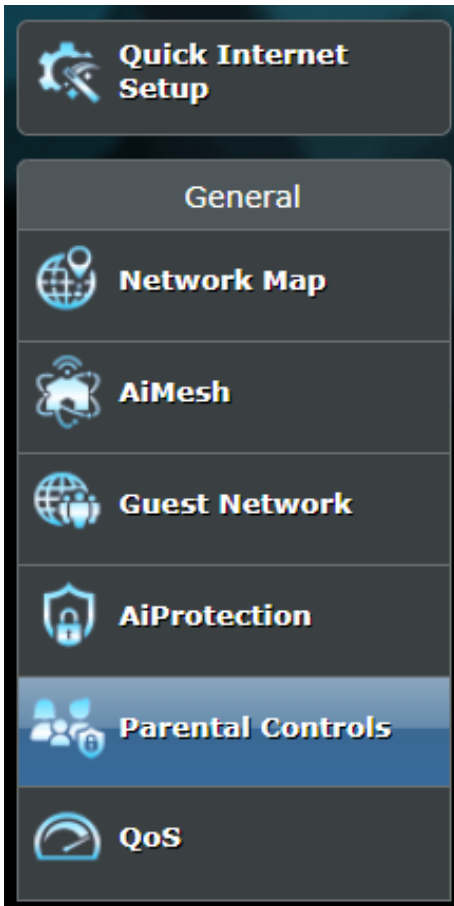 Quick Internet
Setup
General
Network Map
AiMesh
Guest Network
AiProtection
Parental Controls
QoS